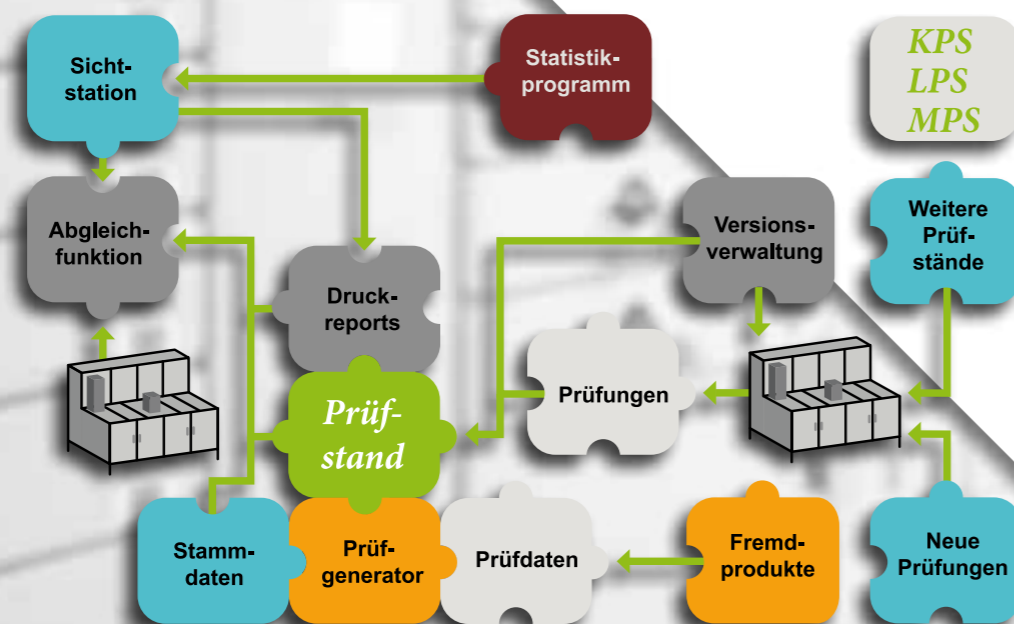 Sicht-
station
Statistik-
programm
KPS
LPS
MPS
Abgleich-
funktion
Versions-
verwaltung
Weitere
Prüf-
stände
Druck-
reports
Prüfungen
Prüf-
stand
Stamm-
daten
Prüf-
generator
Prüfdaten
Fremd-
produkte
Neue
Prüfungen